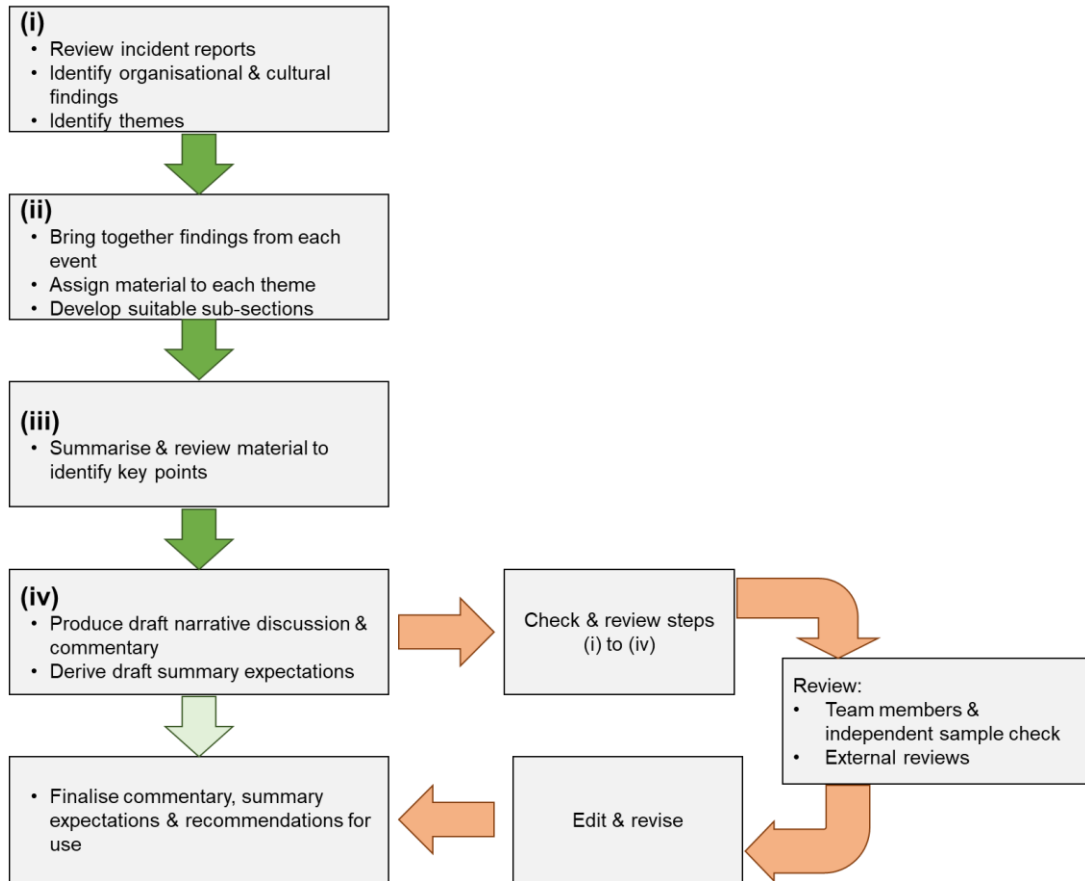 (i)
• Review incident reports
• Identify organisational & cultural
findings
• Identify themes
(ii)
• Bring together findings from each
event
• Assign material to each theme
• Develop suitable sub-sections
(iii)
• Summarise & review material to
identify key points
(iv)
• Produce draft narrative discussion &
commentary
• Derive draft summary expectations
Check & review steps
(i) to (iv)
Review:
• Team members &
independent sample check
• External reviews
Edit & revise
• Finalise commentary, summary
expectations & recommendations for
use